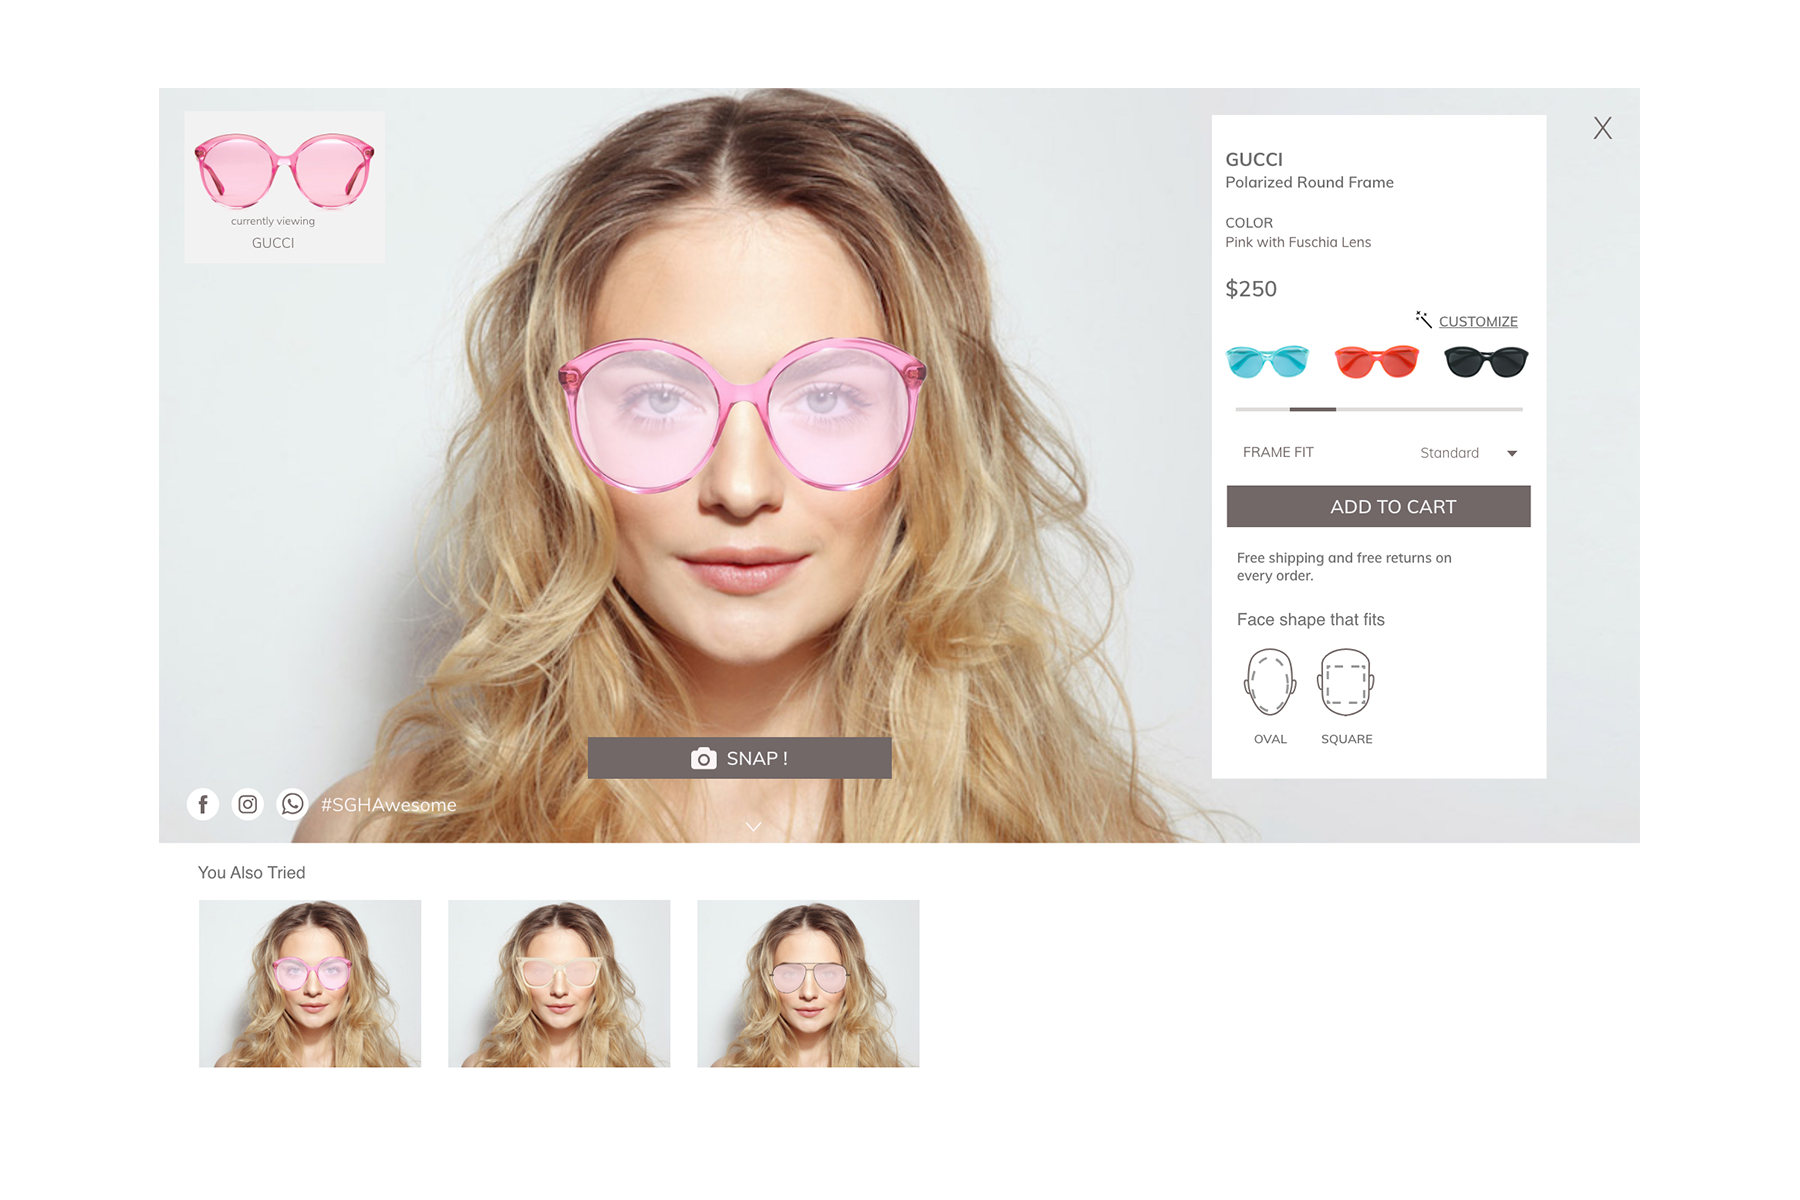 currently viewing
GUCCI
GUCCI
Polarized Round Frame
COLOR
Pink with Fuschia Lens
$250
CUSTOMIZE
FRAME FIT
Standard
ADD TO CART
Free shipping and free returns on
every order.
Face shape that fits
OVAL
SQUARE
X
SNAP !
#SGHAwesome
You Also Tried